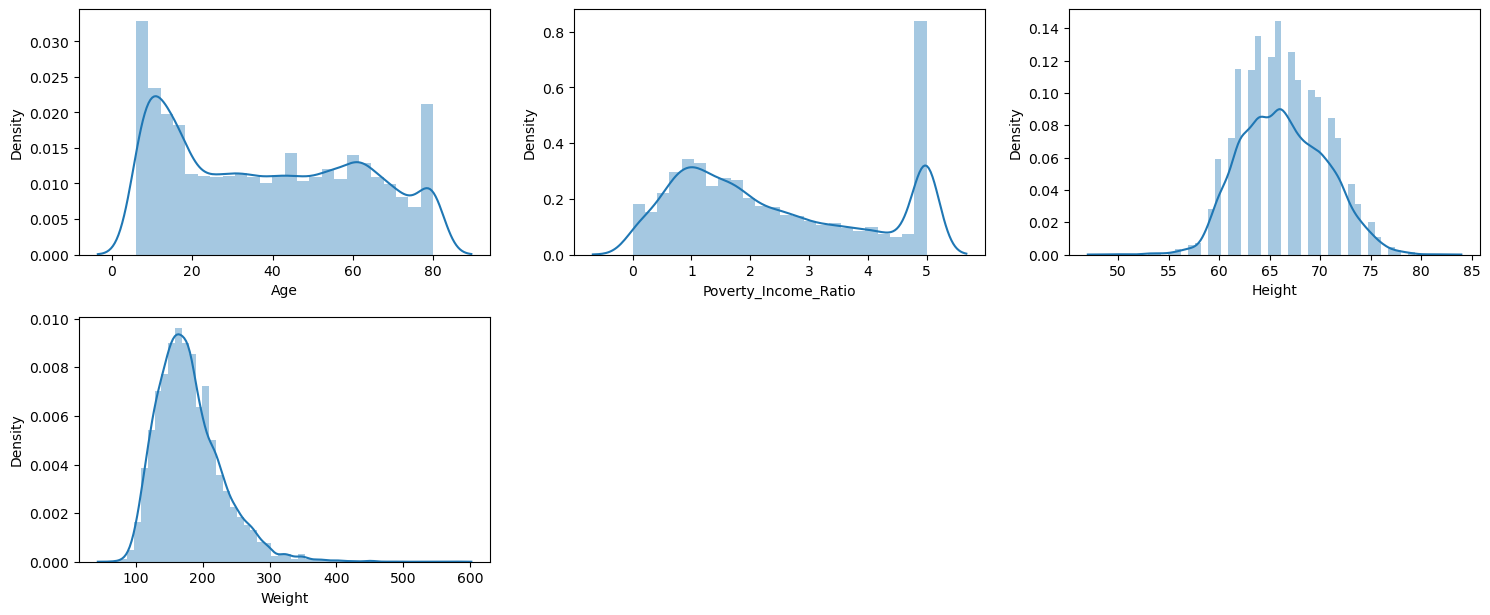 0.030
0.025
0.020
0.015
0.010
0.005
0.000
Density
0 20 40 60 80
Age
0.8
0.6
0.4
0.2
0.0
Density
0 1 2 3 4 5
Poverty_Income_Ratio
0.14
0.12
0.10
0.08
0.06
0.04
0.02
0.00
Density
50 55 60 65 70 75 80 85
Height
0.010
0.008
0.006
0.004
0.002
0.000
Density
100 200 300 400 500 600
Weight